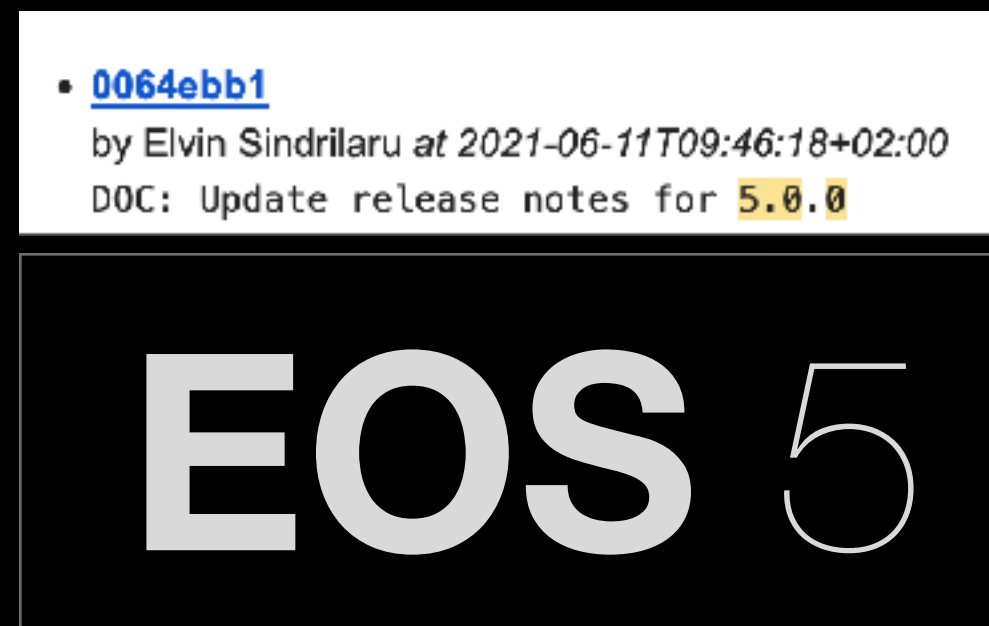 • 0064ebb1
by Elvin Sindrilaru at 2021-06-11T09:46:18+02:00
DOC: Update release notes for 5.0.0
EOS 5